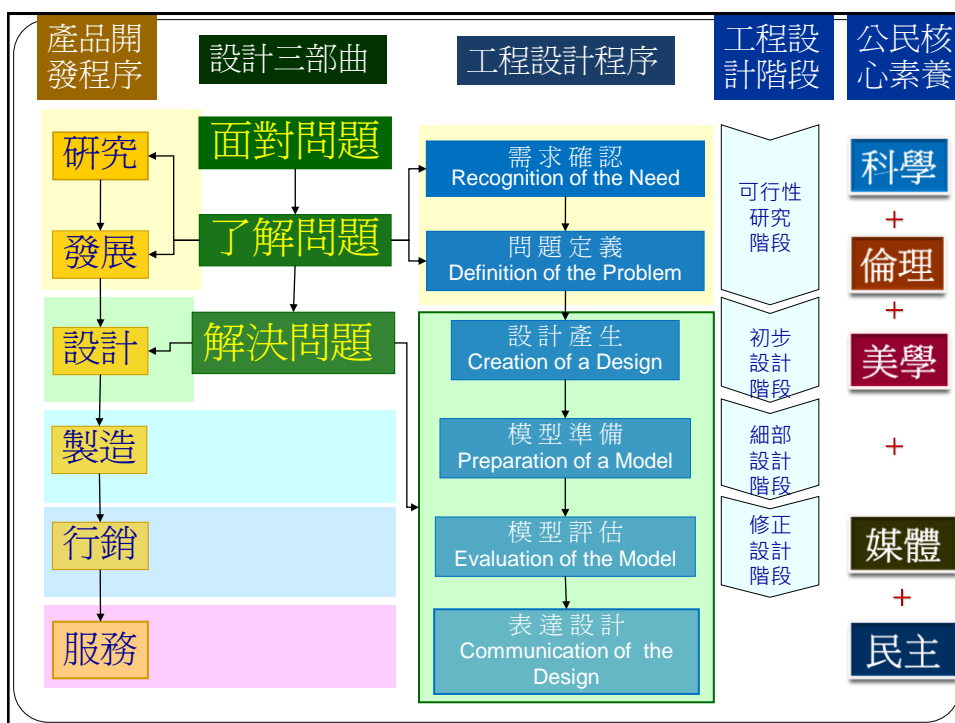 產品開
發程序
設計三部曲
工程設計程序
工程設
計階段
公民核
心素養
研究
發展
設計
製造
行銷
服務
面對問題
了解問題
解決問題
需求確認
Recognition of the Need
問題定義
Definition of the Problem
設計產生
Creation of a Design
模型準備
Preparation of a Model
模型評估
Evaluation of the Model
表達設計
Communication of the
Design
可行性
研究
階段
初步
設計
階段
細部
設計
階段
修正
設計
階段
科學
+
倫理
+
美學
+
媒體
+
民主